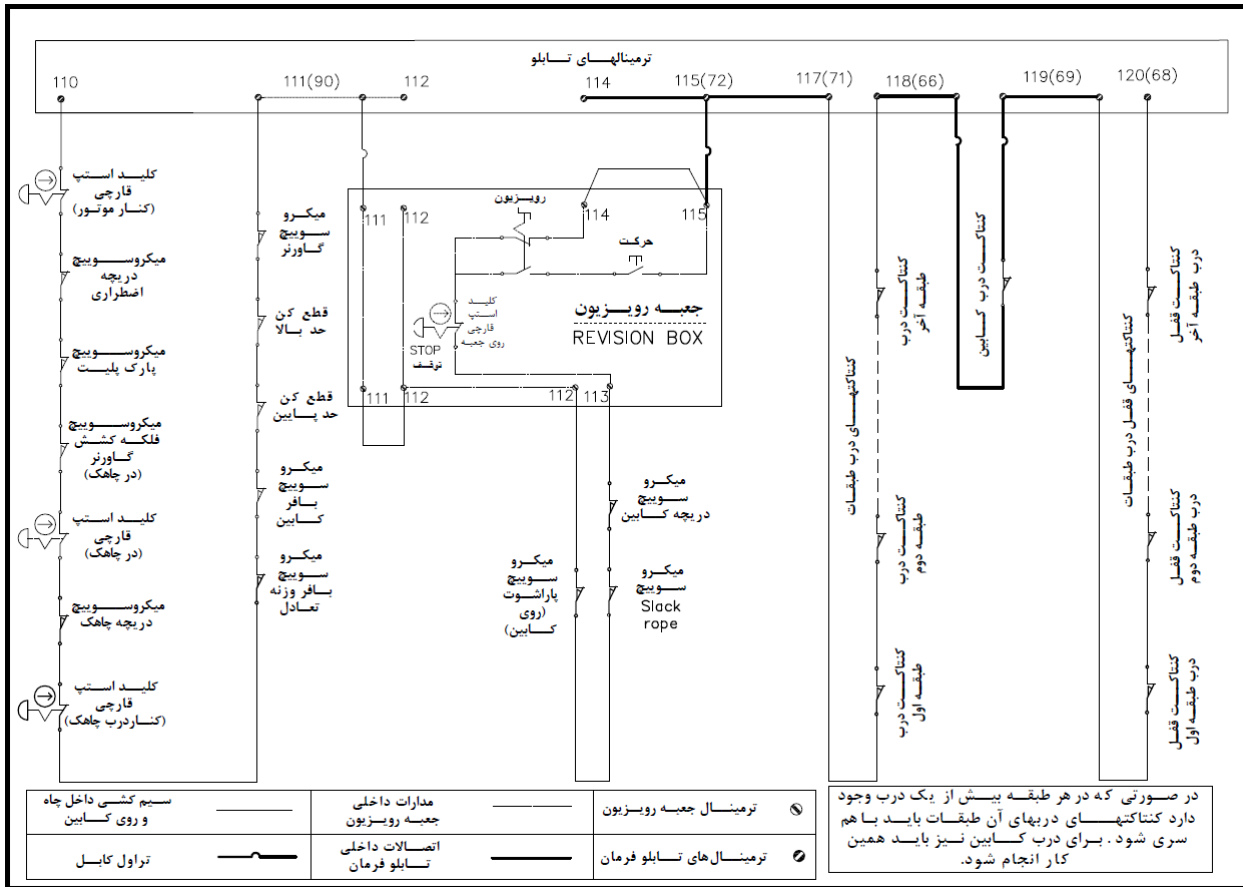 ترمینالهای تابلو
110
111(90)
112
114
115(72)
117(71)
118(66)
119(69)
120(68)
کلید استپ
قارچی
(کنار موتور)
میکروسوییچ
دریچه
اضطراری
میکروسوییچ
پارک پلیت
میکروسوییچ
فلکه کشش
گاورنر
(در چاهک)
کلید استپ
قارچی
(در چاهک)
میکروسوییچ
دریچه چاهک
کلید استپ
قارچی
(کناردرب چاهک)
میکرو
سوییچ
گاورنر
قطع کن
حد بالا
قطع کن
حد پایین
میکرو
سوییچ
بافر
کابین
میکرو
سوییچ
بافر وزنه
تعادل
رویزیون
111
112
114
115
حرکت
کلید
استپ
قارچی
روی جعبه
STOP
توقف
جعبه رویزیون
REVISION BOX
111
112
112
113
میکرو
سوییچ
دریچه کابین
میکرو
سوییچ
پاراشوت
(روی
کابین)
میکرو
سوییچ
Slack
rope
کنتاکتهای درب طبقات
کنتاکت درب
طبقه آخر
کنتاکت درب
طبقه دوم
کنتاکت درب
طبقه اول
کنتاکت درب کابین
کنتاکتهای قفل درب طبقات
کنتاکت قفل
درب طبقه آخر
کنتاکت قفل
درب طبقه دوم
کنتاکت قفل
درب طبقه اول
ترمینال جعبه رویزیون
مدارات داخلی
جعبه رویزیون
سیم کشی داخل چاه
و روی کابین
ترمینال‌های تابلو فرمان
اتصالات داخلی
تابلو فرمان
تراول کابل
در صورتی که در هر طبقه بیش از یک درب وجود
دارد کنتاکتهای دربهای آن طبقات باید با هم
سری شود. برای درب کابین نیز باید همین
کار انجام شود.